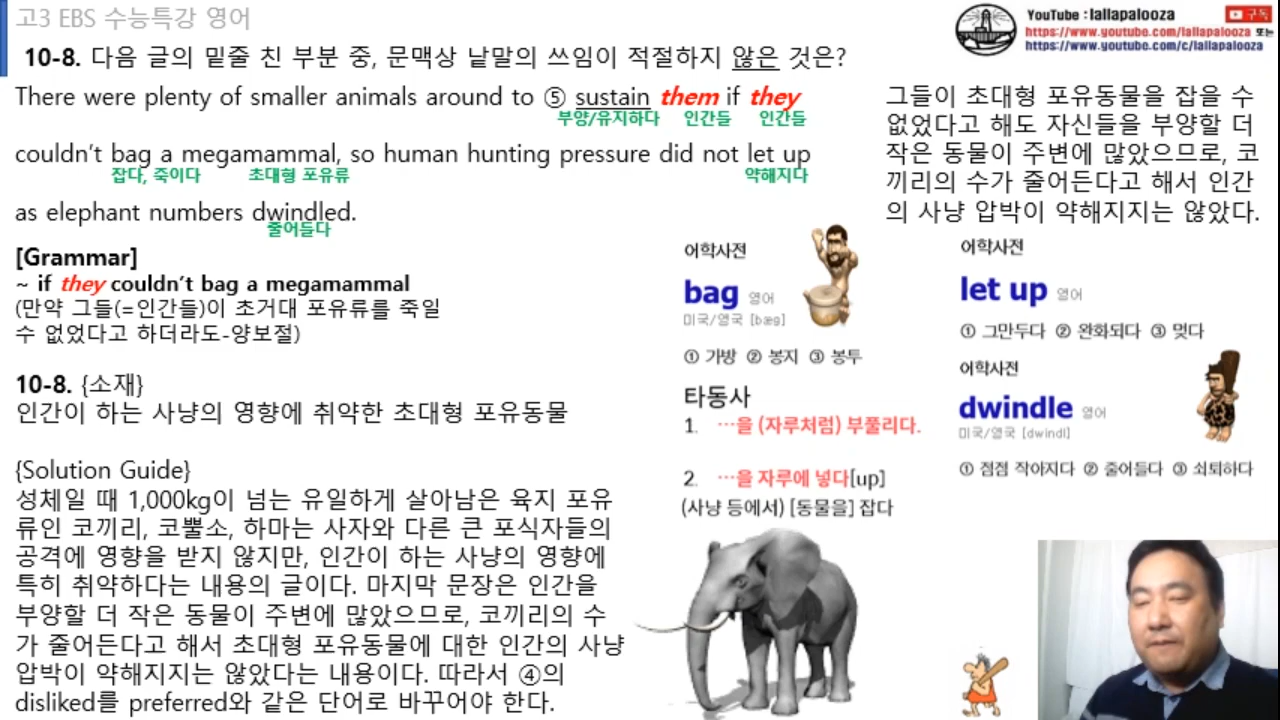 고3 EBS 수능특강 영어
YouTube : lallapalooza
구독
https://www.youtube.com/lallapalooza 또는
https://www.youtube.com/c/lallapalooza
10-8. 다음 글의 밑줄 친 부분 중, 문맥상 낱말의 쓰임이 적절하지 않은 것은?
There were plenty of smaller animals around to ⑤ sustain them if they
부양/유지하다 인간들 인간들
couldn't bag a megamammal, so human hunting pressure did not let up
잡다, 죽이다 초대형 포유류 약해지다
as elephant numbers dwindled.
줄어들다
그들이 초대형 포유동물을 잡을 수
없었다고 해도 자신들을 부양할 더
작은 동물이 주변에 많았으므로, 코
끼리의 수가 줄어든다고 해서 인간
의 사냥 압박이 약해지지는 않았다.
[Grammar]
~ if they couldn't bag a megamammal
(만약 그들(=인간들)이 초거대 포유류를 죽일
수 없었다고 하더라도-양보절)
10-8. {소재}
인간이 하는 사냥의 영향에 취약한 초대형 포유동물
{Solution Guide}
성체일 때 1,000kg이 넘는 유일하게 살아남은 육지 포유
류인 코끼리, 코뿔소, 하마는 사자와 다른 큰 포식자들의
공격에 영향을 받지 않지만, 인간이 하는 사냥의 영향에
특히 취약하다는 내용의 글이다. 마지막 문장은 인간을
부양할 더 작은 동물이 주변에 많았으므로, 코끼리의 수
가 줄어든다고 해서 초대형 포유동물에 대한 인간의 사냥
압박이 약해지지는 않았다는 내용이다. 따라서 ④의
disliked를 preferred와 같은 단어로 바꾸어야 한다.
어학사전
bag 영어
미국/영국 [bæg]
① 가방 ② 봉지 ③ 봉투
타동사
1. …을 (자루처럼) 부풀리다.
2. …을 자루에 넣다[up]
(사냥 등에서) [동물을] 잡다
어학사전
let up 영어
① 그만두다 ② 완화되다 ③ 멎다
어학사전
dwindle 영어
미국/영국 [dwindl]
① 점점 작아지다 ② 줄어들다 ③ 쇠퇴하다